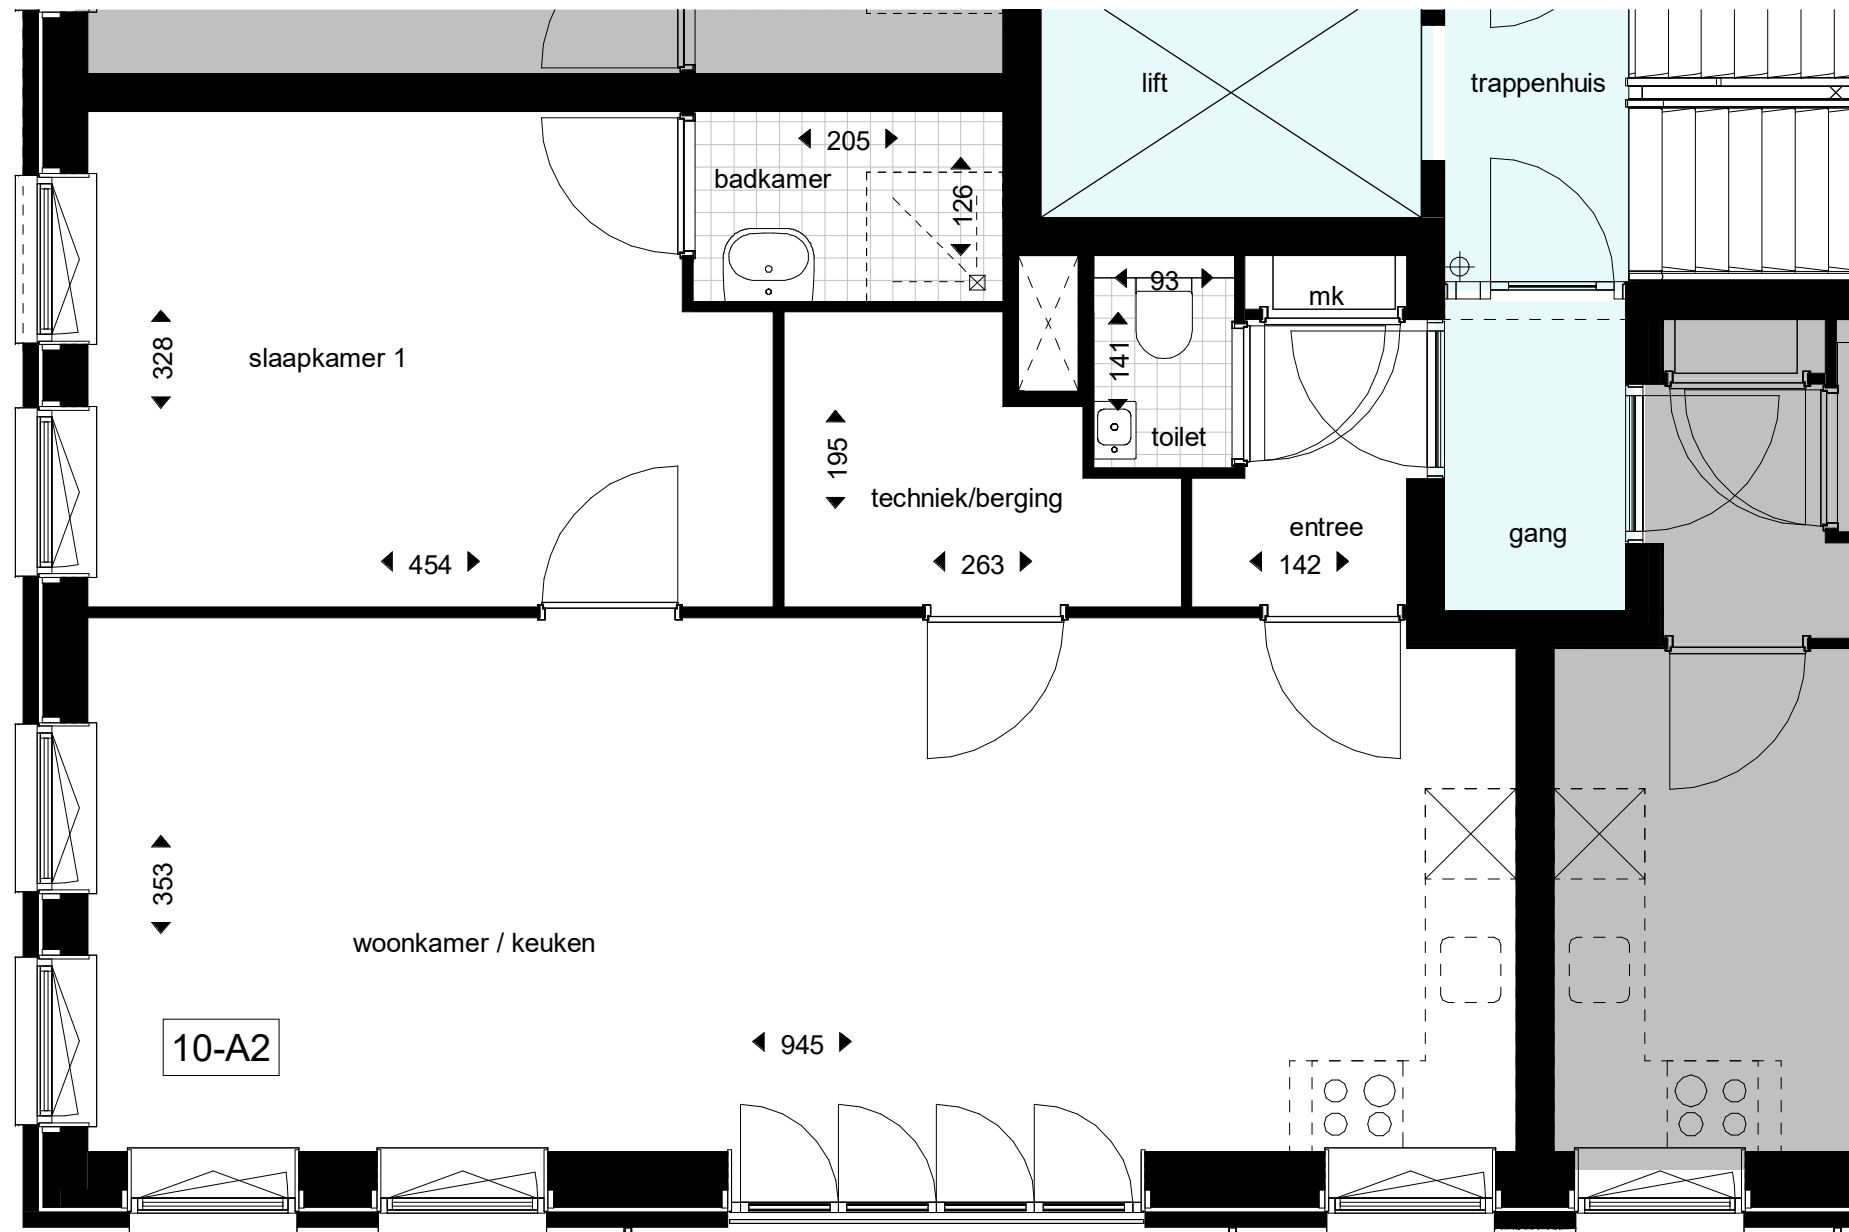 lift
trappenhuis
205
badkamer
126
93
mk
328
slaapkamer 1
141
toilet
195
techniek/berging
entree
gang
454
263
142
353
woonkamer / keuken
10-A2
945